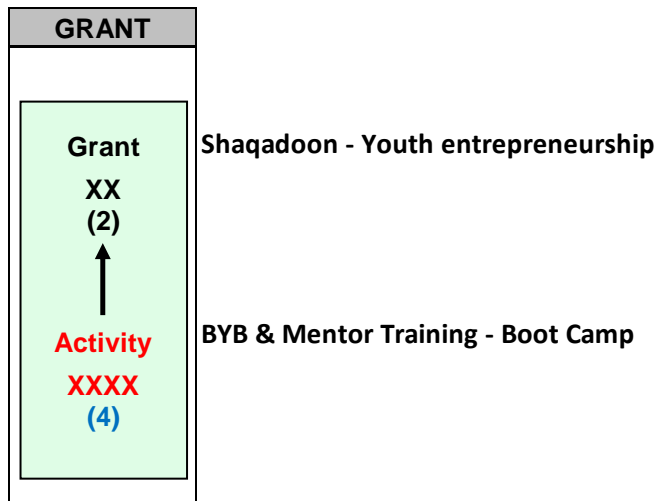 GRANT
Grant
Shaqadoon - Youth entrepreneurship
XX
(2)
Activity
BYB & Mentor Training - Boot Camp
XXXX
(4)